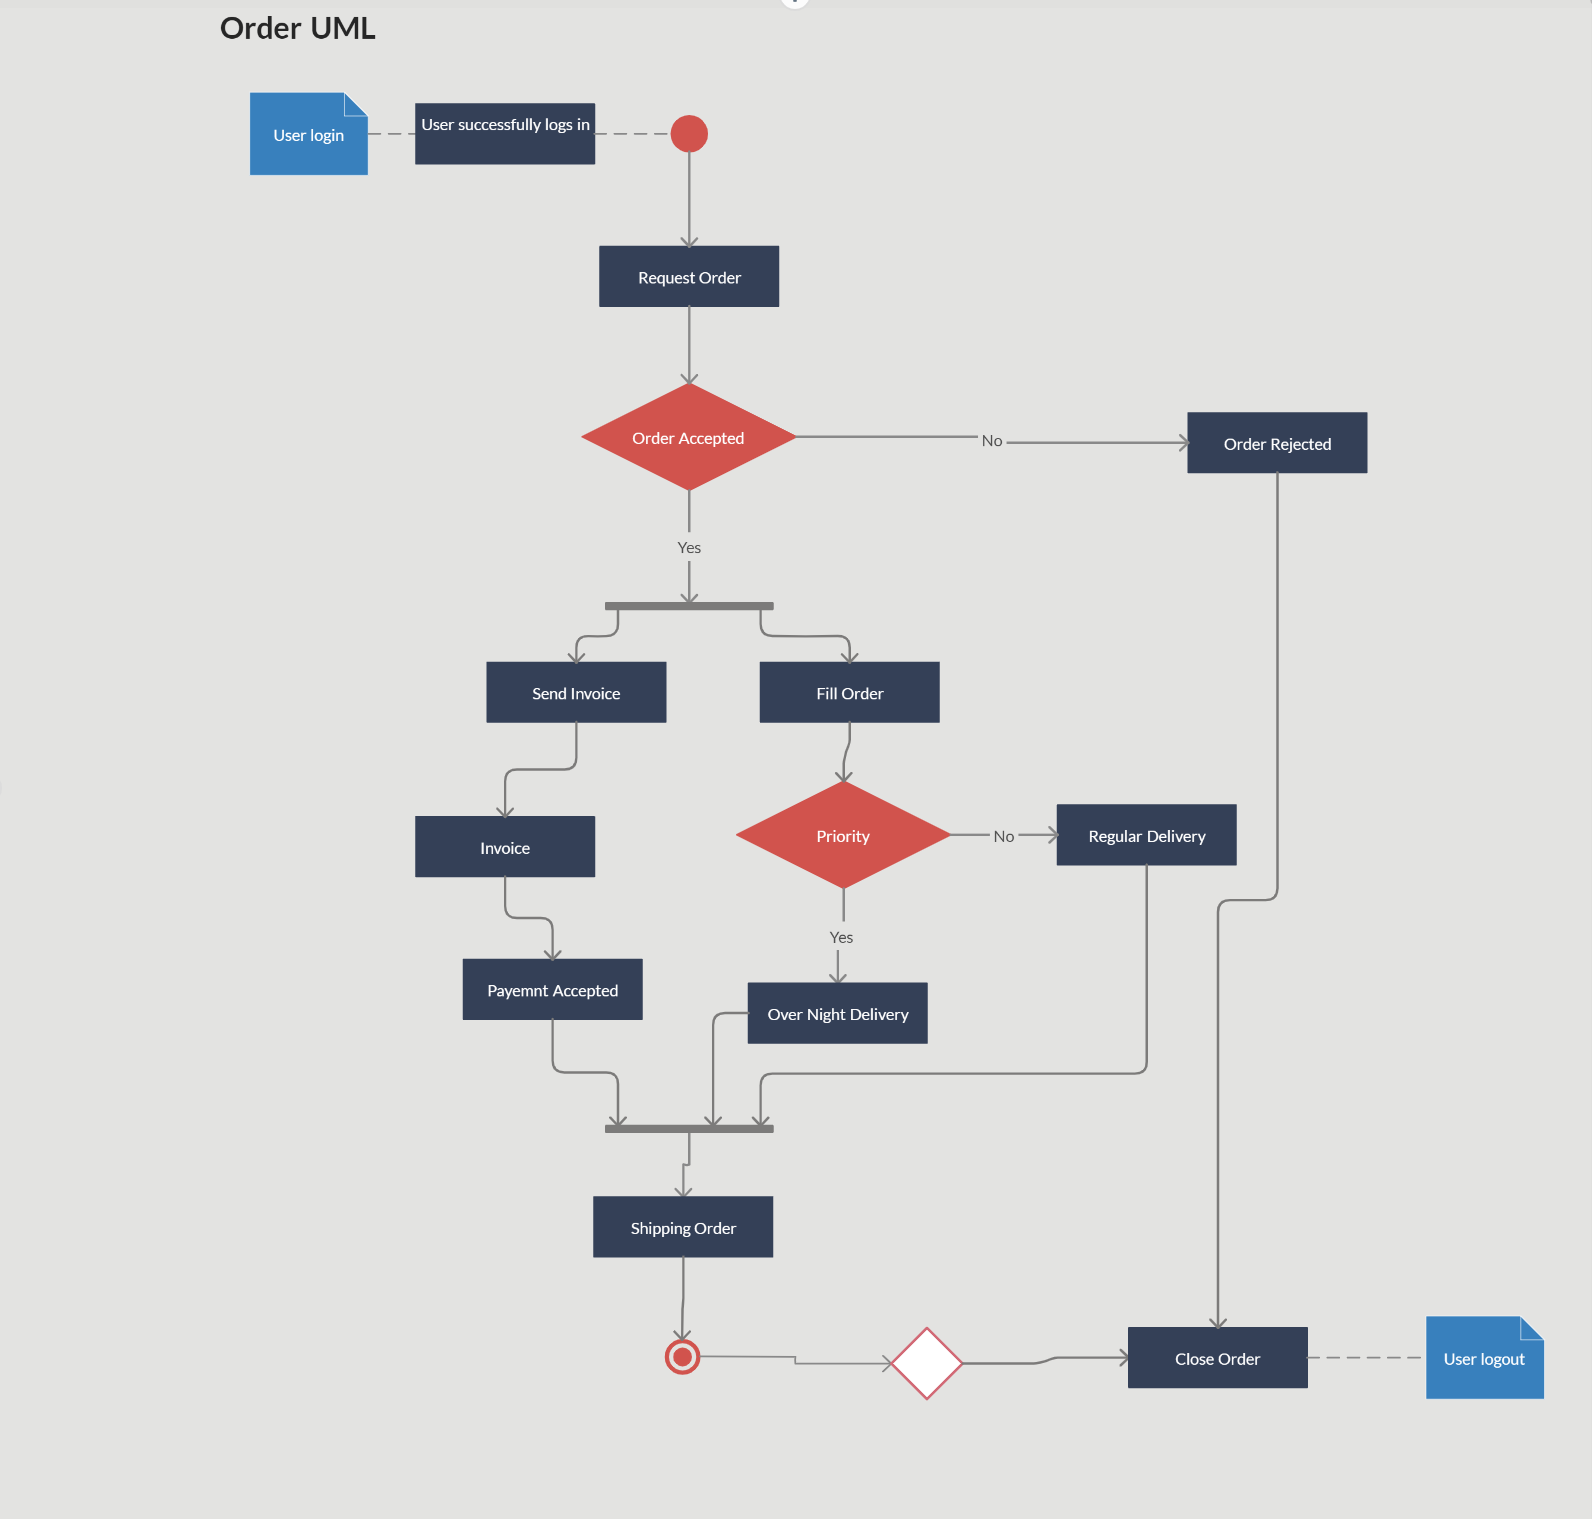 Order UML
User login
User successfully logs in
Request Order
Order Accepted
No
Order Rejected
Yes
Send Invoice
Fill Order
Invoice
Priority
No
Regular Delivery
Yes
Payemnt Accepted
Over Night Delivery
Shipping Order
Close Order
User logout